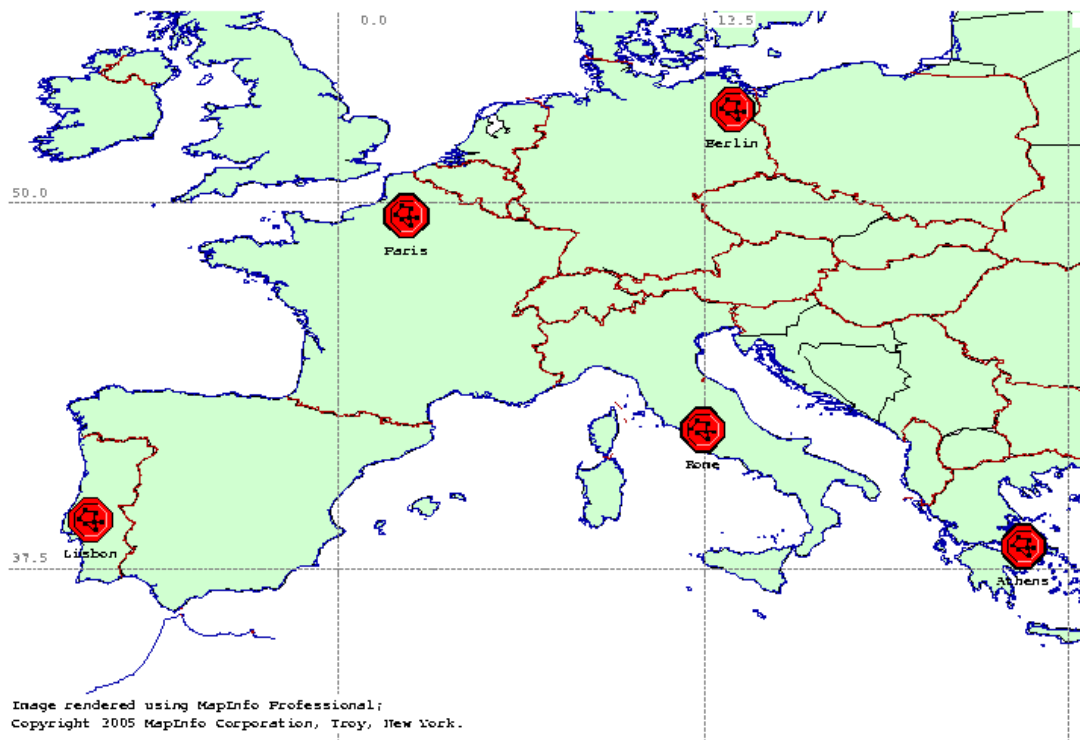 0.0
12.5
Berlin
50.0
Paris
Rome
Lisbon
37.5
Athens
Image rendered using MapInfo Professional;
Copyright 2005 MapInfo Corporation, Troy, New York.